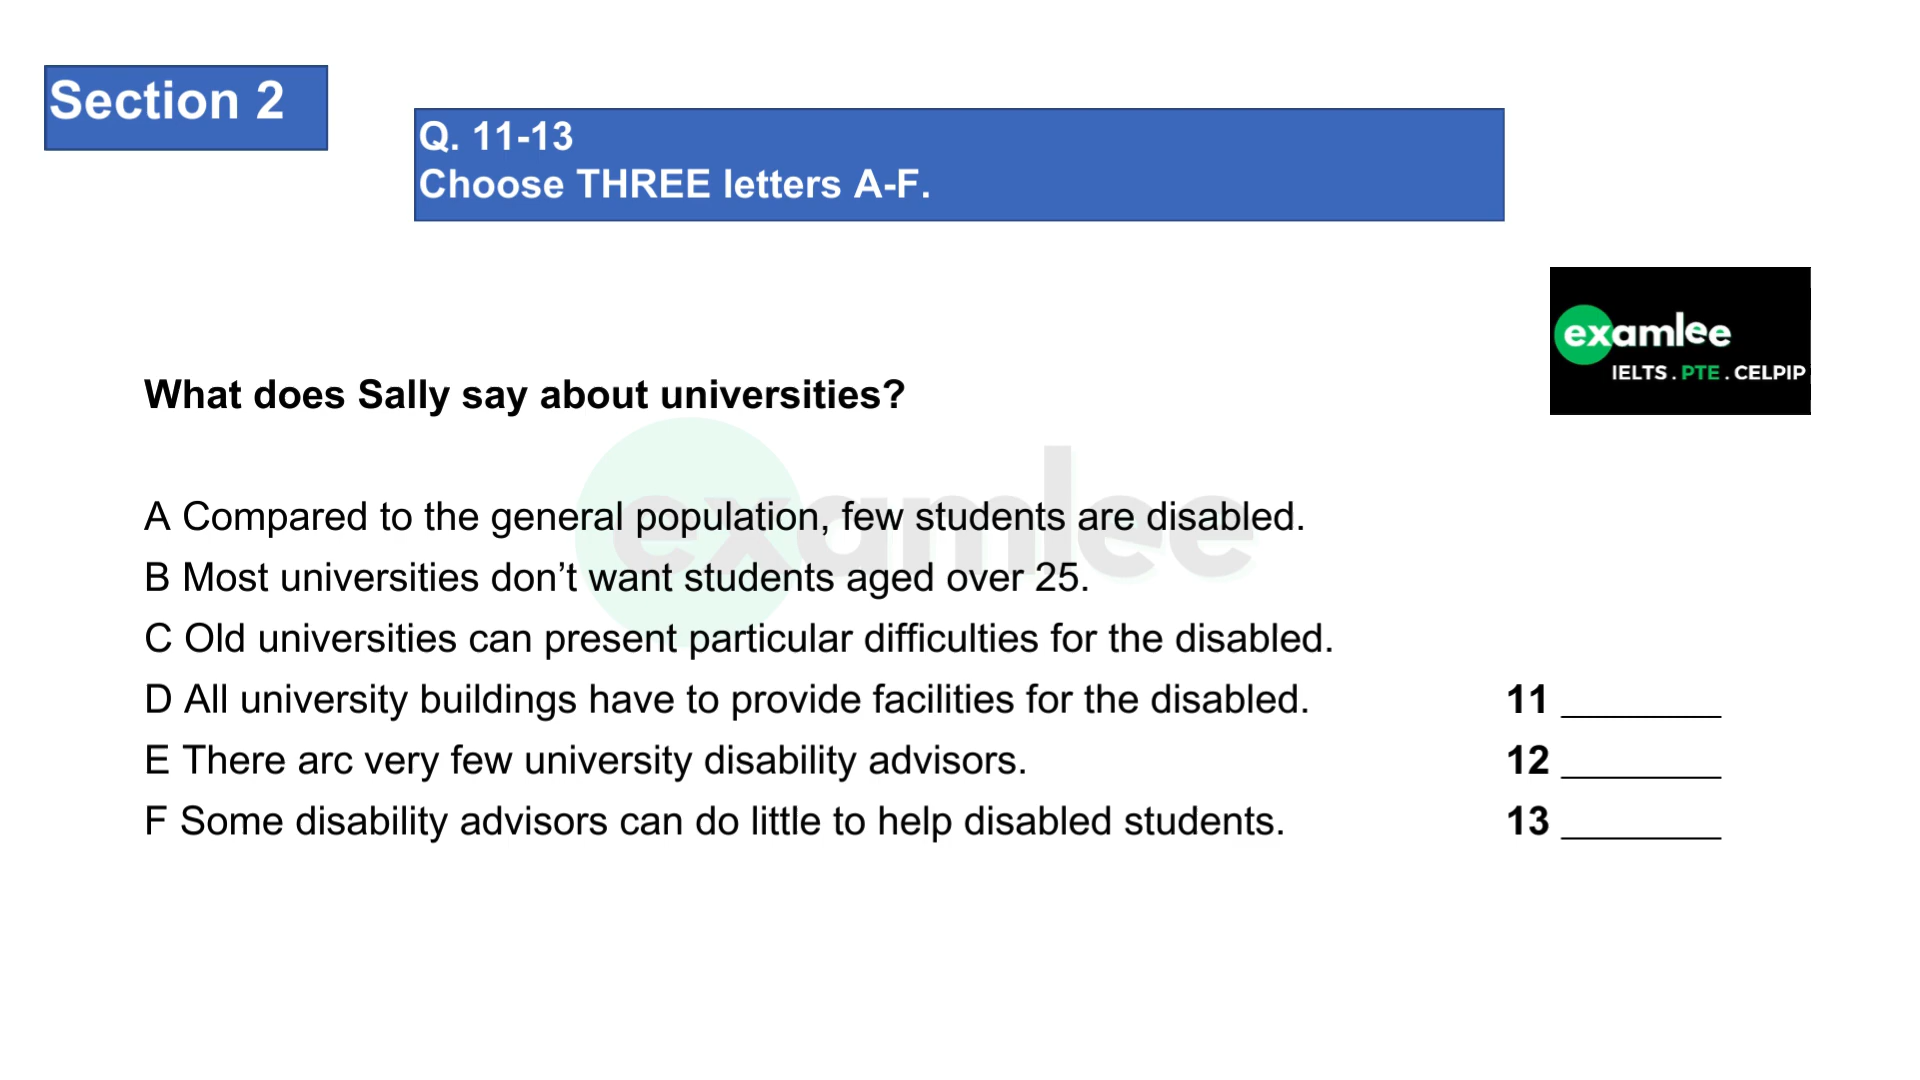 Section 2
Q. 11-13
Choose THREE letters A-F.
examlee
IELTS . PTE . CELPIP
What does Sally say about universities?
examlee
A Compared to the general population, few students are disabled.
B Most universities don’t want students aged over 25.
C Old universities can present particular difficulties for the disabled.
D All university buildings have to provide facilities for the disabled. 11 ________
E There arc very few university disability advisors. 12 ________
F Some disability advisors can do little to help disabled students. 13 ________